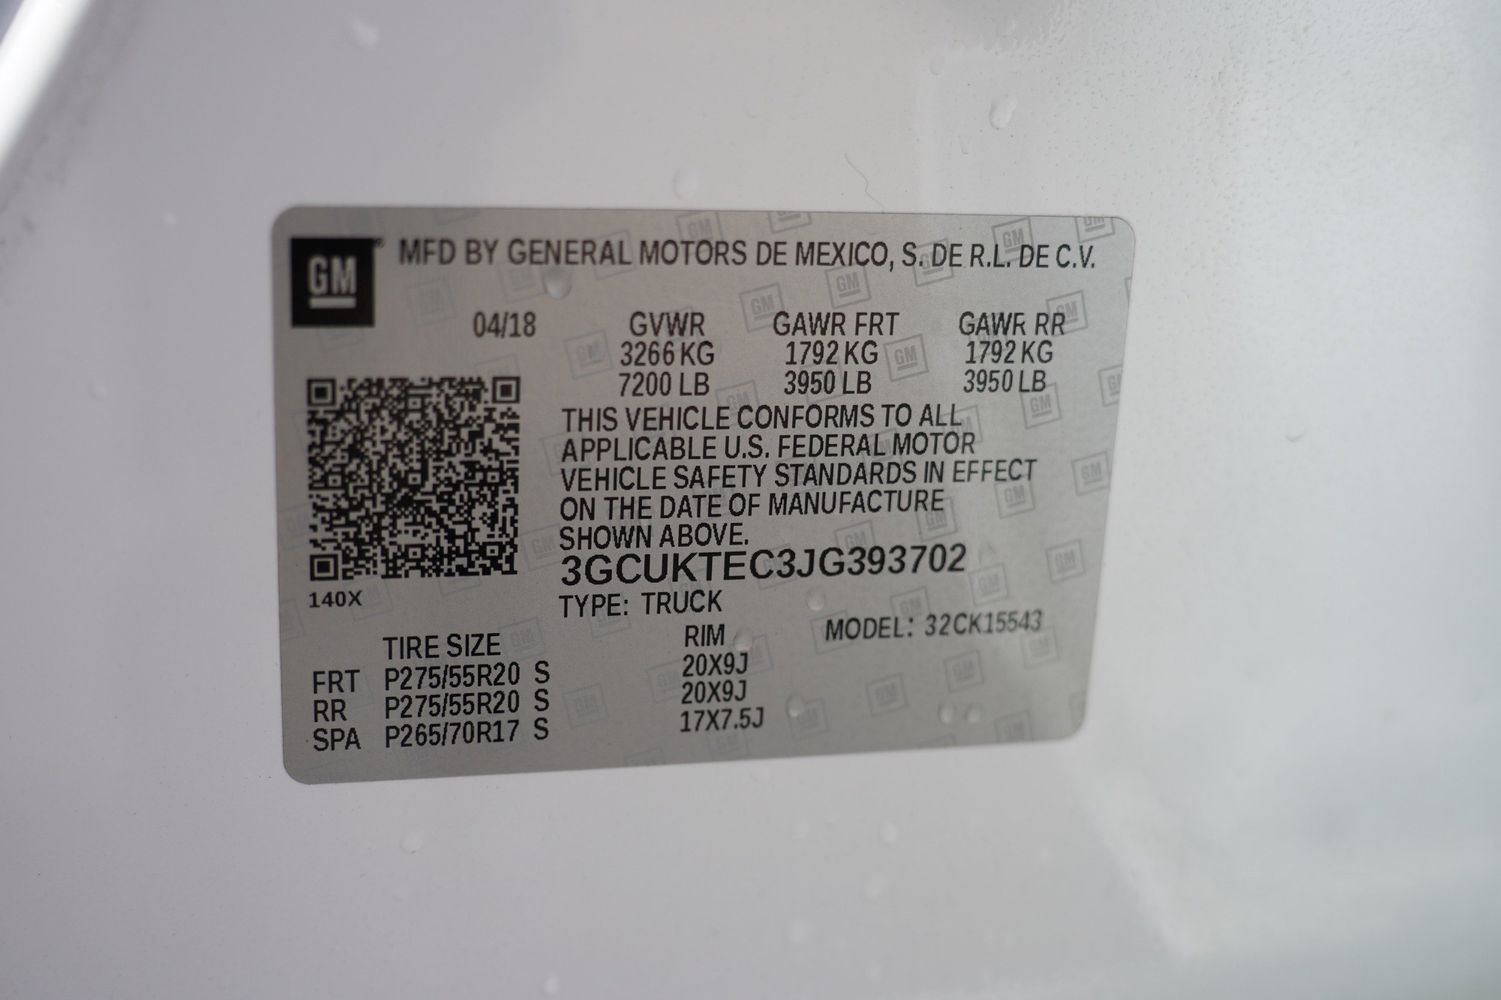 GM
MFD BY GENERAL MOTORS DE MEXICO, S. DE R.L. DE C.V.
04/18 GVWR GAWR FRT GAWR RR
3266 KG 1792 KG 1792 KG
7200 LB 3950 LB 3950 LB
THIS VEHICLE CONFORMS TO ALL
APPLICABLE U.S. FEDERAL MOTOR
VEHICLE SAFETY STANDARDS IN EFFECT
ON THE DATE OF MANUFACTURE
SHOWN ABOVE.
3GCUKTEC3JG393702
140X
TYPE: TRUCK
MODEL: 32CK15543
TIRE SIZE RIM
FRT P275/55R20 S 20X9J
RR P275/55R20 S 20X9J
SPA P265/70R17 S 17X7.5J